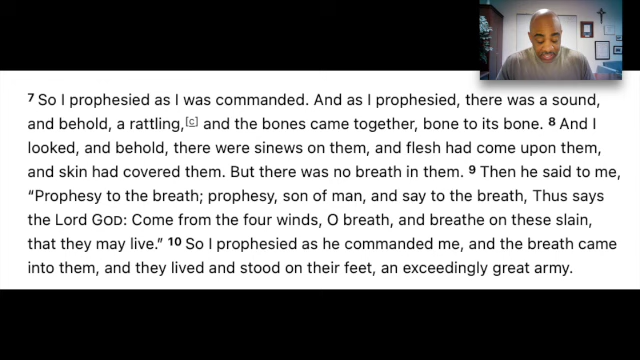 7 So I prophesied as I was commanded. And as I prophesied, there was a sound,
and behold, a rattling,[c] and the bones came together, bone to its bone. 8 And I
looked, and behold, there were sinews on them, and flesh had come upon them,
and skin had covered them. But there was no breath in them. 9 Then he said to me,
“Prophesy to the breath; prophesy, son of man, and say to the breath, Thus says
the Lord GOD: Come from the four winds, O breath, and breathe on these slain,
that they may live.” 10 So I prophesied as he commanded me, and the breath came
into them, and they lived and stood on their feet, an exceedingly great army.